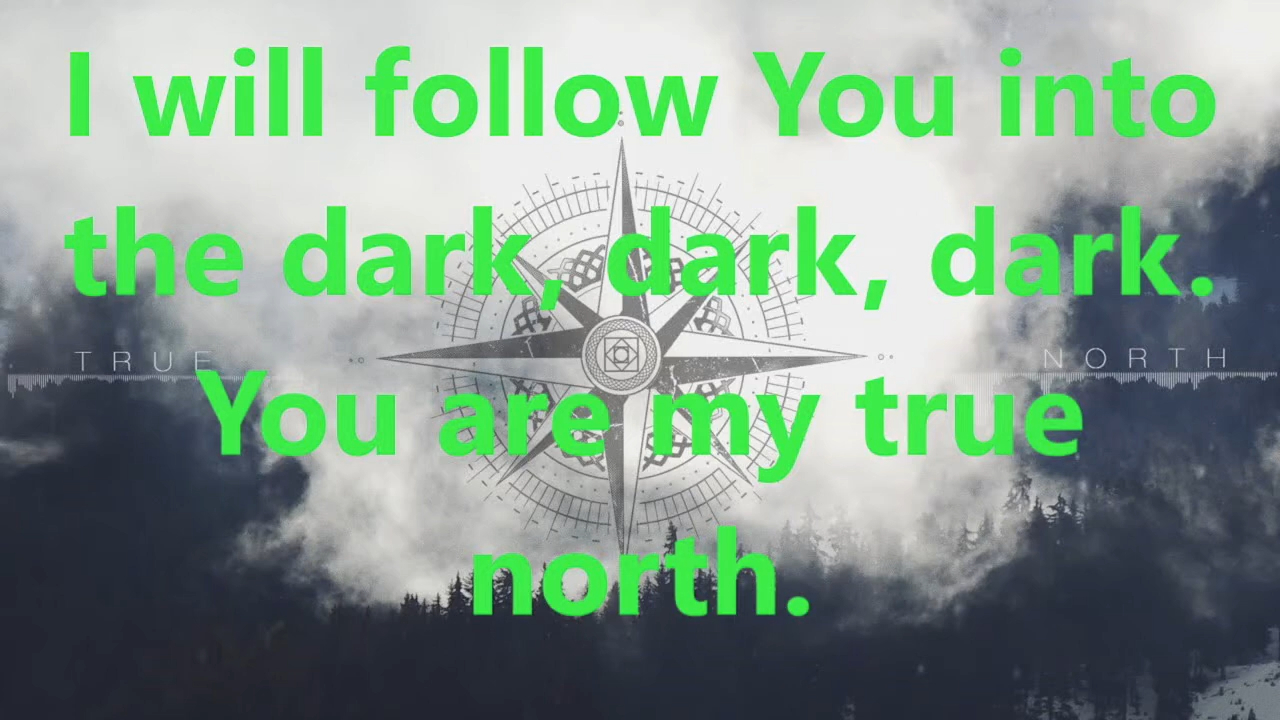 I will follow You into
the dark, dark, dark.
TRUE NORTH
You are my true
north.